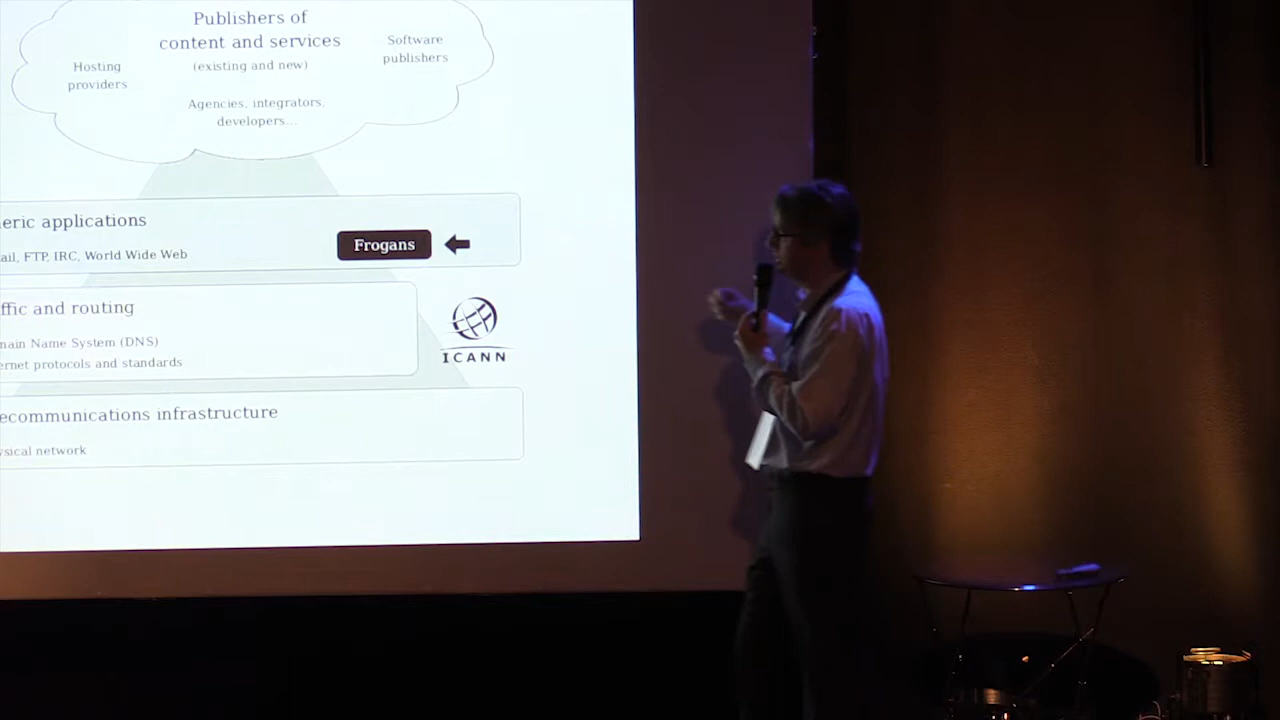 Publishers of
content and services
(existing and new)
Hosting
providers
Software
publishers
Agencies, integrators,
developers...
eric applications
Frogans
ail, FTP, IRC, World Wide Web
ffic and routing
main Name System (DNS)
ernet protocols and standards
ICANN
ecommunications infrastructure
ysical network